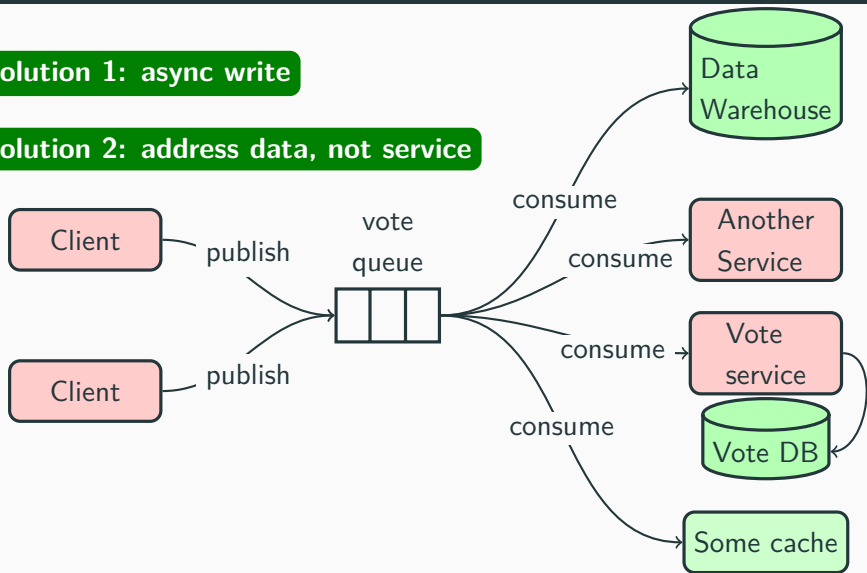 olution 1: async write
olution 2: address data, not service
Data
Warehouse
consume
vote
queue
Client
publish
Another
Service
consume
Vote
service
consume
Client
publish
consume
Vote DB
Some cache